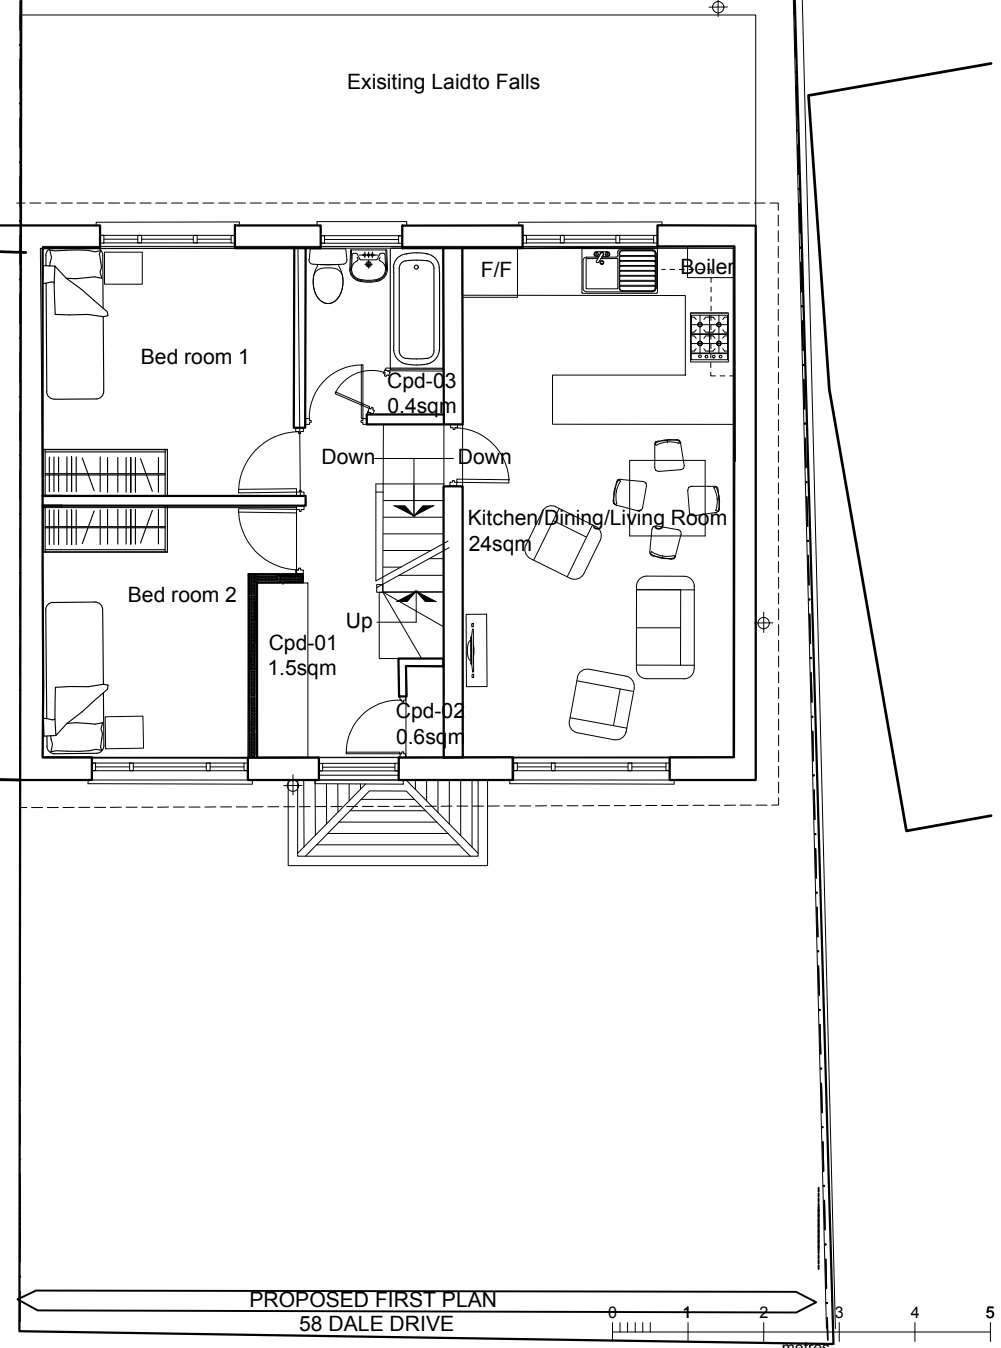 Exisiting Laidto Falls
F/F
Boiler
Bed room 1
Cpd-03
0.4sqm
Down
Down
Kitchen/Dining/Living Room
24sqm
Bed room 2
Up
Cpd-01
1.5sqm
Cpd-02
0.6sqm
PROPOSED FIRST PLAN
58 DALE DRIVE
0 1 2 3 4 5
metres